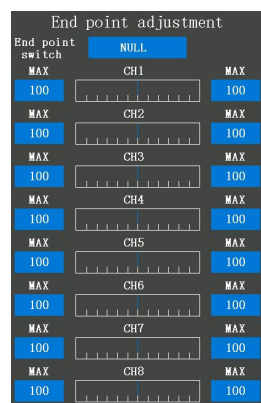 End point adjustment
End point switch NULL
MAX CH1 MAX
100 100
MAX CH2 MAX
100 100
MAX CH3 MAX
100 100
MAX CH4 MAX
100 100
MAX CH5 MAX
100 100
MAX CH6 MAX
100 100
MAX CH7 MAX
100 100
MAX CH8 MAX
100 100